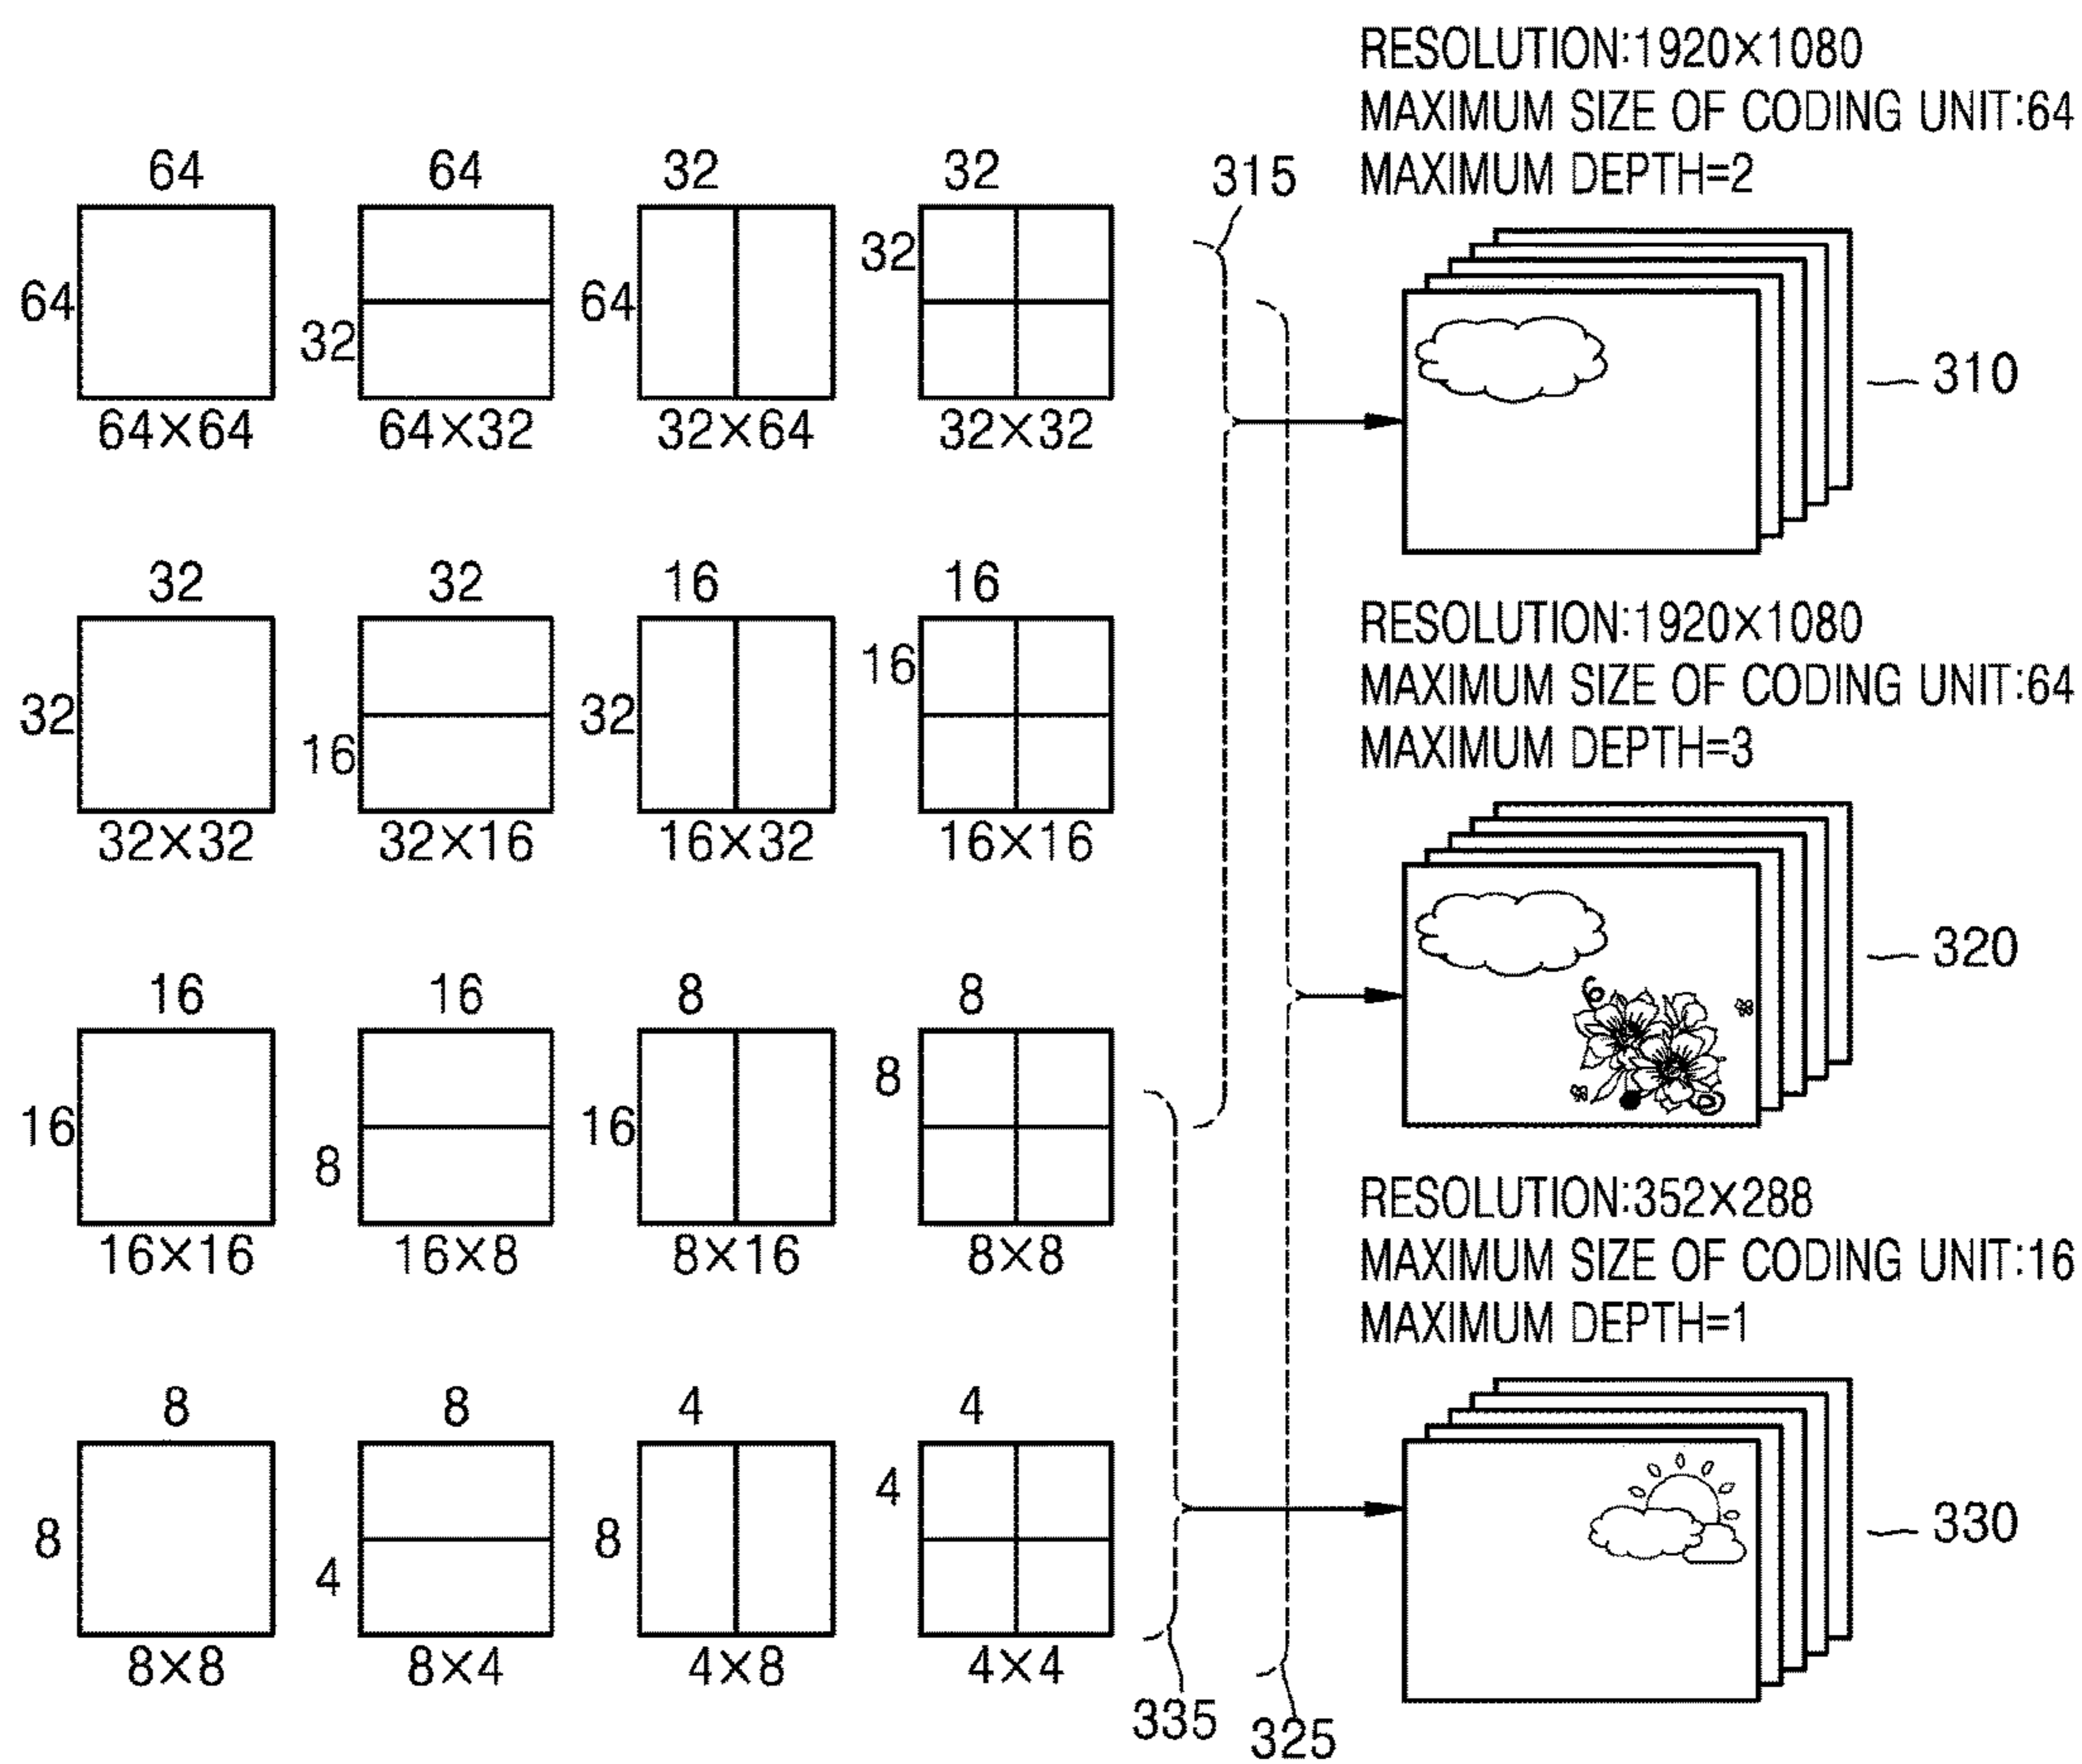 RESOLUTION:1920×1080
MAXIMUM SIZE OF CODING UNIT:64
MAXIMUM DEPTH=2
64 64 32 32
315
64 32 64 32
310
64×64 64×32 32×64 32×32
32 32 16 16
32 16 32 16
32×32 32×16 16×32 16×16
RESOLUTION:1920×1080
MAXIMUM SIZE OF CODING UNIT:64
MAXIMUM DEPTH=3
320
16 16 8 8
16 8 16 8
16×16 16×8 8×16 8×8
RESOLUTION:352×288
MAXIMUM SIZE OF CODING UNIT:16
MAXIMUM DEPTH=1
8 8 4 4
8 4 8 4
330
8×8 8×4 4×8 4×4
335 325